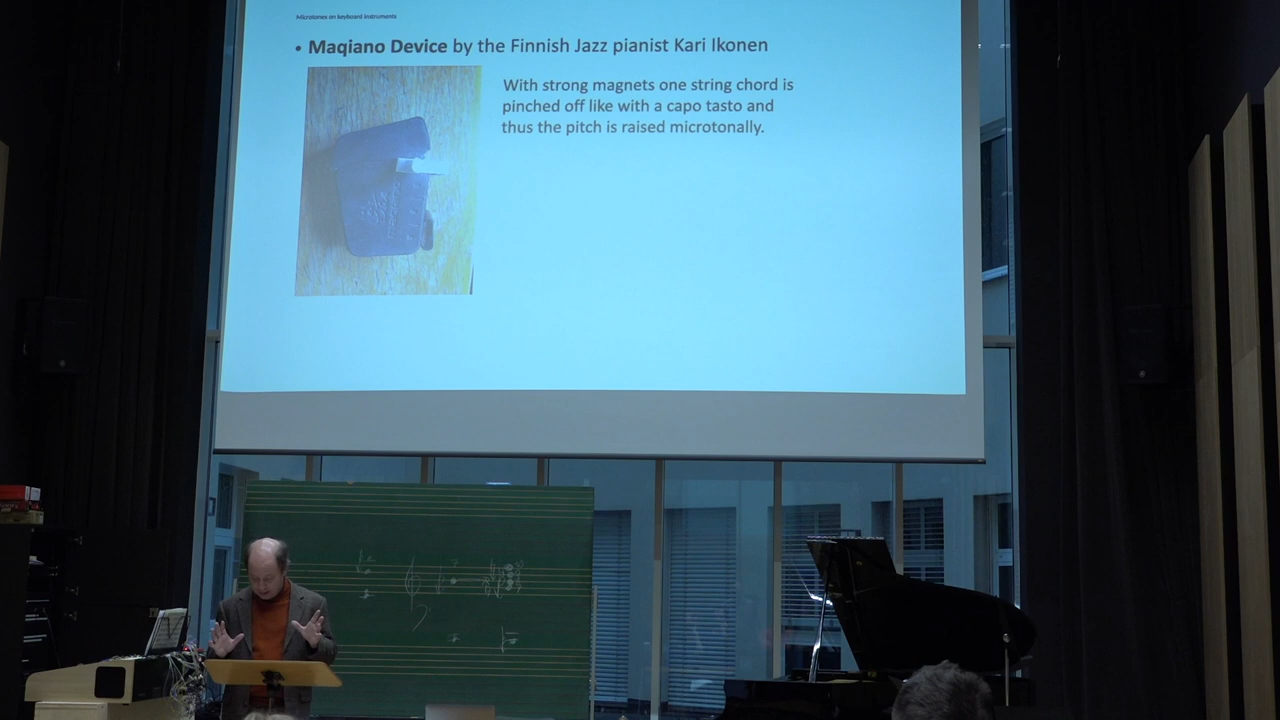 Microtones on keyboard instruments
• Maqiano Device by the Finnish Jazz pianist Kari Ikonen
With strong magnets one string chord is
pinched off like with a capo tasto and
thus the pitch is raised microtonally.